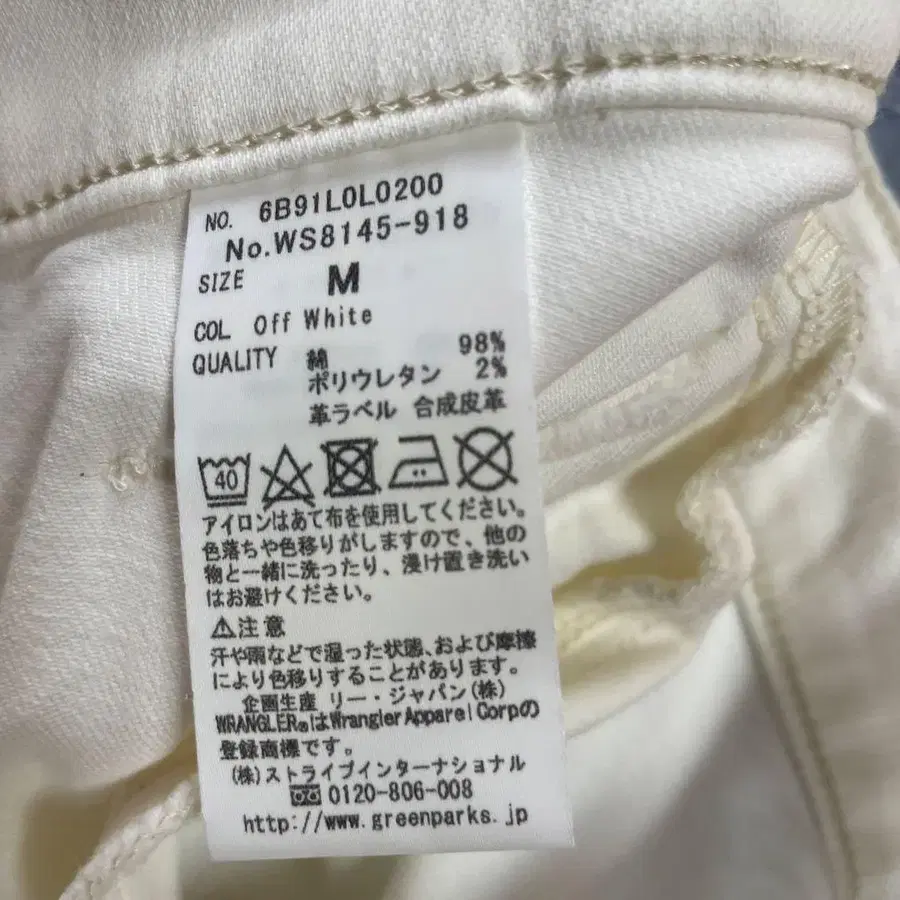 NO. 6B91L0L0200
No.WS8145-918
SIZE M
COL Off White
QUALITY 綿 98%
ポリウレタン 2%
革ラベル 合成皮革
40
アイロンはあて布を使用してください。
色落ちや色移りがしますので、他の
物と一緒に洗ったり、浸け置き洗い
はお避けください。
⚠注意
汗や雨などで湿った状態、および摩擦
により色移りすることがあります。
企画生産 リー・ジャパン(株)
WRANGLER®はWrangler Apparel Corpの
登録商標です。
(株)ストライプインターナショナル
0120-806-008
http://www.greenparks.jp